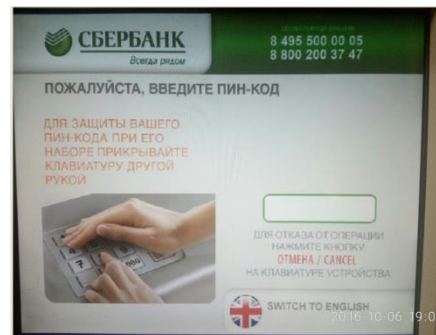 СБЕРБАНК
Всегда рядом
8 495 500 00 05
8 800 200 37 47
ПОЖАЛУЙСТА, ВВЕДИТЕ ПИН-КОД
ДЛЯ ЗАЩИТЫ ВАШЕГО
ПИН-КОДА ПРИ ЕГО
НАБОРЕ ПРИКРЫВАЙТЕ
КЛАВИАТУРУ ДРУГОЙ
РУКОЙ
ДЛЯ ОТКАЗА ОТ ОПЕРАЦИИ
НАЖМИТЕ КНОПКУ
ОТМЕНА / CANCEL
НА КЛАВИАТУРЕ УСТРОЙСТВА
SWITCH TO ENGLISH
2016-10-06 19:0